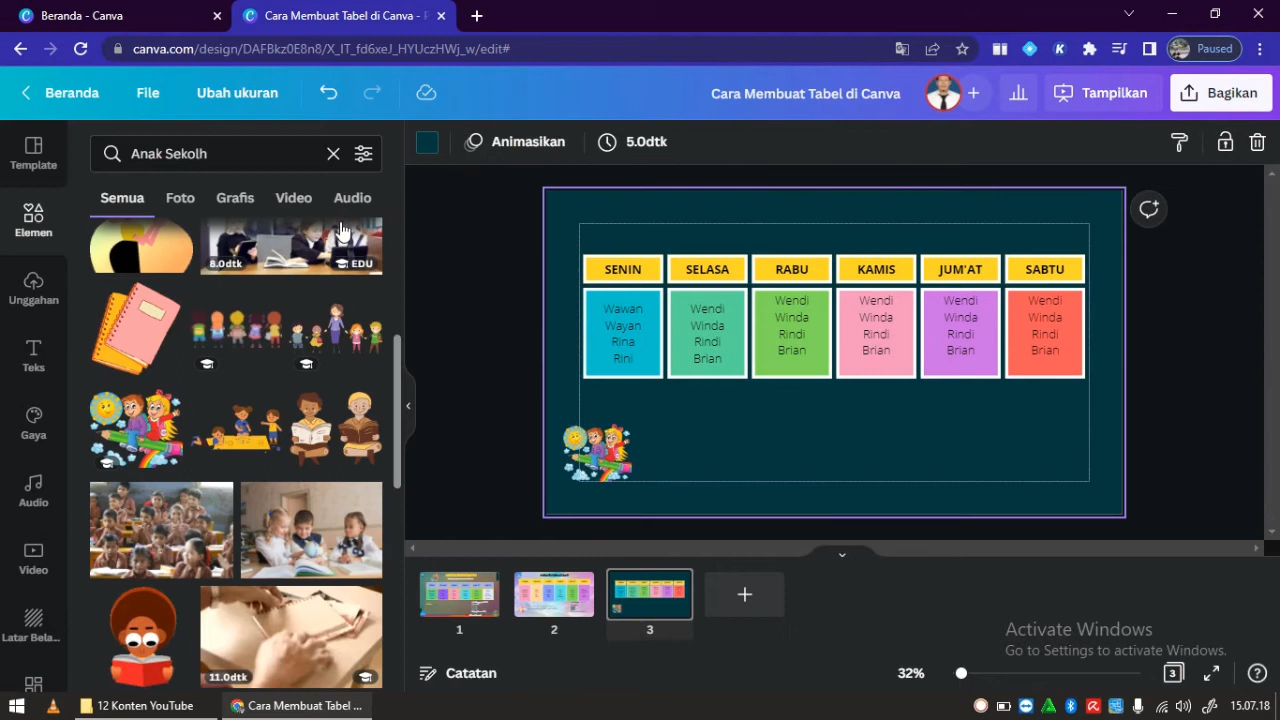 Beranda - Canva
Cara Membuat Tabel di Canva - P
canva.com/design/DAFBkz0E8n8/X_IT_fd6xeJ_HYUczHWj_w/edit#
Paused
Beranda
File
Ubah ukuran
Cara Membuat Tabel di Canva
Tampilkan
Bagikan
Template
Elemen
Unggahan
Teks
Gaya
Audio
Video
Latar Bela...
Anak Sekolh
Semua
Foto
Grafis
Video
Audio
8.0dtk
EDU
11.0dtk
Animasikan
5.0dtk
SENIN
SELASA
RABU
KAMIS
JUM'AT
SABTU
Wawan
Wayan
Rina
Rini
Wendi
Winda
Rindi
Brian
Wendi
Winda
Rindi
Brian
Wendi
Winda
Rindi
Brian
Wendi
Winda
Rindi
Brian
Wendi
Winda
Rindi
Brian
1
2
3
Activate Windows
Go to Settings to activate Windows.
Catatan
32%
3
12 Konten YouTube
Cara Membuat Tabel ...
15.07.18